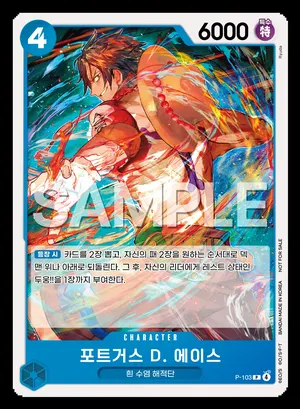 4
6000
특수
特
SAMPLE
등장 시 카드를 2장 뽑고, 자신의 패 2장을 원하는 순서대로 덱
맨 위나 아래로 되돌린다. 그 후, 자신의 리더에게 레스트 상태인
두웅!!을 1장까지 부여한다.
NOT FOR SALE
BANDAI MADE IN KOREA
CHARACTER
포트거스 D. 에이스
흰 수염 해적단
P-103 P